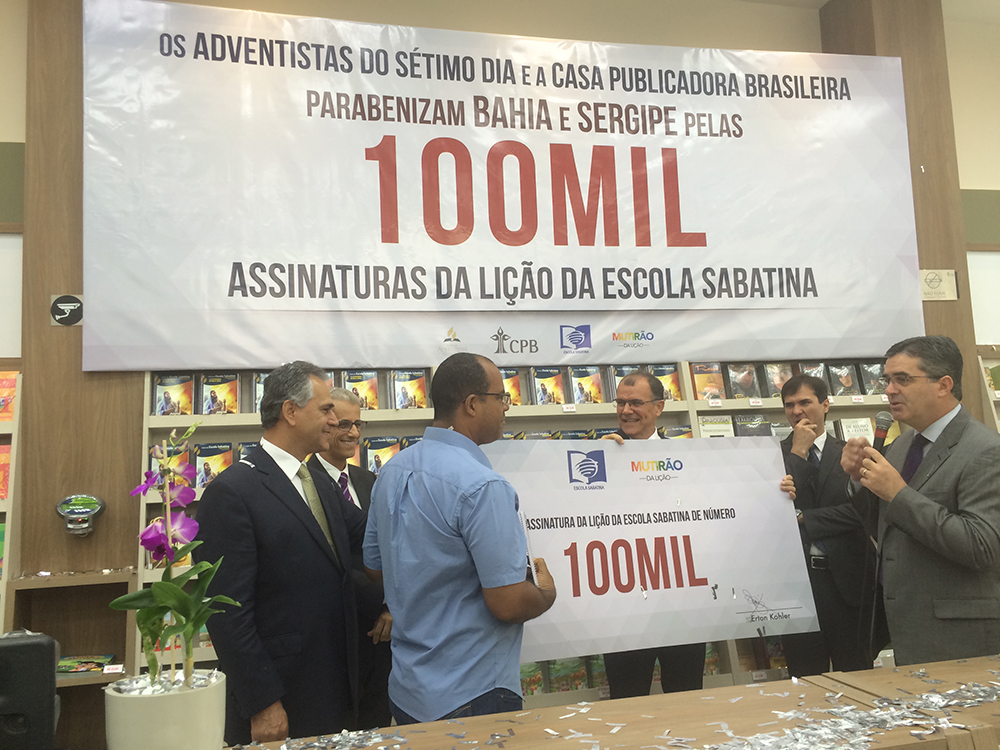 OS ADVENTISTAS DO SÉTIMO DIA E A CASA PUBLICADORA BRASILEIRA
PARABENIZAM BAHIA E SERGIPE PELAS
100MIL
ASSINATURAS DA LIÇÃO DA ESCOLA SABATINA
CPB
ESCOLA SABATINA
MUTIRÃO
DA LIÇÃO
ESCOLA SABATINA
MUTIRÃO
DA LIÇÃO
ASSINATURA DA LIÇÃO DA ESCOLA SABATINA DE NÚMERO
100MIL
Erton Köhler